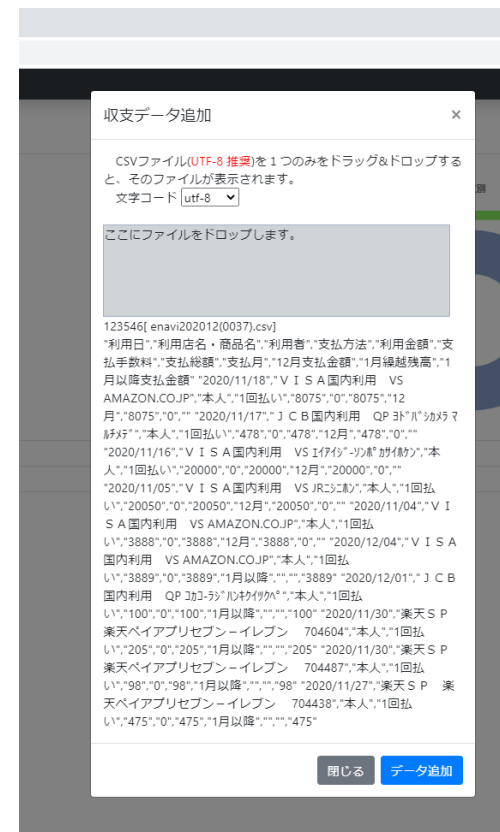 収支データ追加
×
CSVファイル(UTF-8 推奨)を１つのみをドラッグ&ドロップする
と、そのファイルが表示されます。
文字コード utf-8
ここにファイルをドロップします。
123546[ enavi202012(0037).csv]
"利用日","利用店名・商品名","利用者","支払方法","利用金額","支
払手数料","支払総額","支払月","12月支払金額","1月繰越残高","1
月以降支払金額" "2020/11/18","ＶＩＳＡ国内利用　VS
AMAZON.CO.JP","本人","1回払い","8075","0","8075","12
月","8075","0","" "2020/11/17","ＪＣＢ国内利用　QP ﾖﾄﾞﾊﾞｼｶﾒﾗ ﾏ
ﾙﾁﾒﾃﾞ","本人","1回払い","478","0","478","12月","478","0",""
"2020/11/16","ＶＩＳＡ国内利用　VS ｴｲｱｲｼﾞ-ｿﾝﾎﾟ ｶｻｲﾎｹﾝ","本
人","1回払い","20000","0","20000","12月","20000","0",""
"2020/11/05","ＶＩＳＡ国内利用　VS JRﾆｼﾆﾎﾝ","本人","1回払
い","20050","0","20050","12月","20050","0","" "2020/11/04","ＶＩ
ＳＡ国内利用　VS AMAZON.CO.JP","本人","1回払
い","3888","0","3888","12月","3888","0","" "2020/12/04","ＶＩＳＡ
国内利用　VS AMAZON.CO.JP","本人","1回払
い","3889","0","3889","1月以降","","","3889" "2020/12/01","ＪＣＢ
国内利用　QP ｺｶｺ-ﾗｼﾞﾊﾝｷｸｲﾂｸﾍﾟ","本人","1回払
い","100","0","100","1月以降","","","100" "2020/11/30","楽天ＳＰ
楽天ペイアプリセブン－イレブン　704604","本人","1回払
い","205","0","205","1月以降","","","205" "2020/11/30","楽天ＳＰ
楽天ペイアプリセブン－イレブン　704487","本人","1回払
い","98","0","98","1月以降","","","98" "2020/11/27","楽天ＳＰ　楽
天ペイアプリセブン－イレブン　704438","本人","1回払
い","475","0","475","1月以降","","","475"
閉じる
データ追加